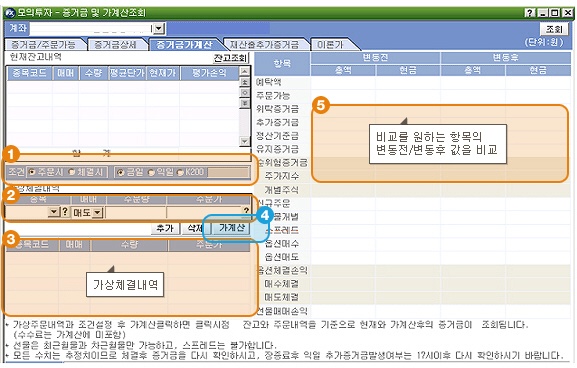 모의투자 - 증거금 및 가계산조회
계좌
조회
증거금/주문가능 증거금상세 증거금가계산 재산출추가증거금 이론가 (단위:원)
현재잔고내역 잔고조회
종목코드 매매 수량 평균단가 현재가 평가손익
합 계
항목 변동전 변동후
총액 현금 총액 현금
예탁액
주문가능
위탁증거금
추가증거금
정산기준금
유지증거금
순위험증거금
주가지수
개별주식
신규주문
선물개별
스프레드
옵션매수
옵션매도
옵션체결손익
매수체결
매도체결
선물매매손익
1
조건 주문시 체결시 금일 익일 K200
2
종목 매매 주문량 주문가
? 매도 ?
추가 삭제 가계산
4
3
종목코드 매매 수량 주문가
가상체결내역
5
비교를 원하는 항목의
변동전/변동후 값을 비교
* 가상주문내역과 조건설정 후 가계산클릭하면 클릭시점 잔고와 주문내역을 기준으로 현재와 계산후의 증거금이 조회됩니다.
(수수료는 가계산에 미포함)
* 선물은 최근월물과 차근월물만 가능하고, 스프레드는 불가합니다.
* 모든 수치는 추정치이므로 체결후 증거금을 다시 확인하시고, 장종료후 익일 추가증거금발생여부는 17시이후 다시 확인하시기 바랍니다.